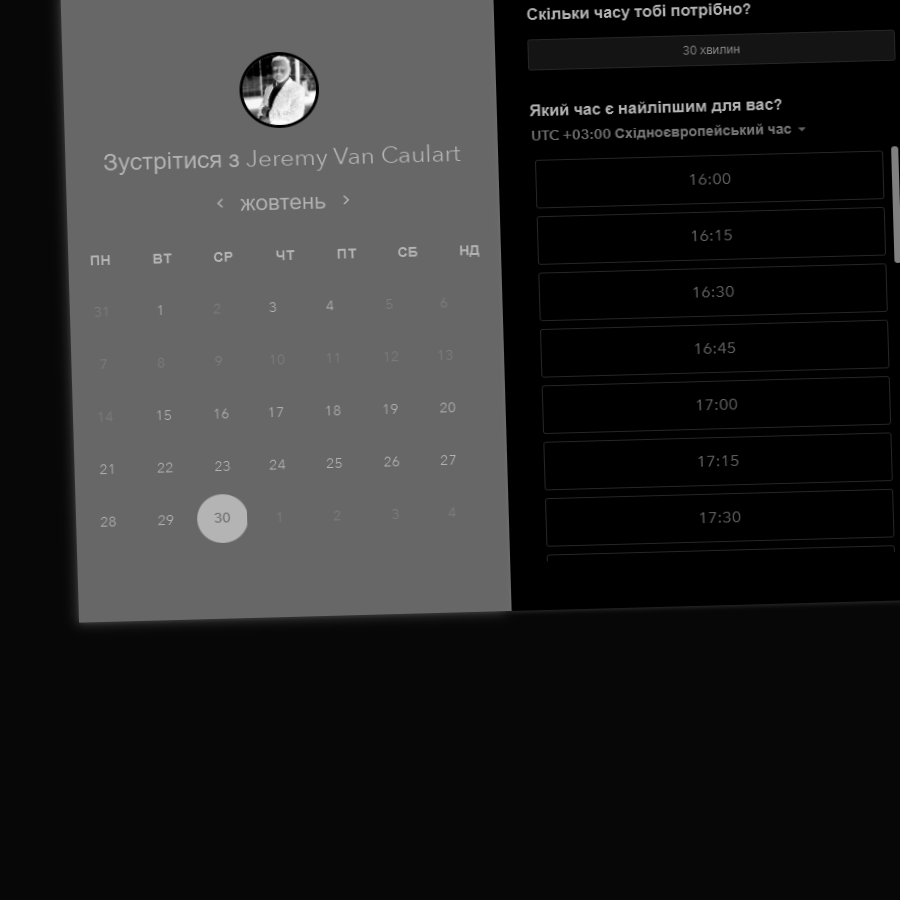 Зустрітися з Jeremy Van Caulart
жовтень
ПН ВТ СР ЧТ ПТ СБ НД
31 1 2 3 4 5 6
7 8 9 10 11 12 13
14 15 16 17 18 19 20
21 22 23 24 25 26 27
28 29 30 1 2 3 4
Скільки часу тобі потрібно?
30 хвилин
Який час є найліпшим для вас?
UTC +03:00 Східноєвропейський час
16:00
16:15
16:30
16:45
17:00
17:15
17:30